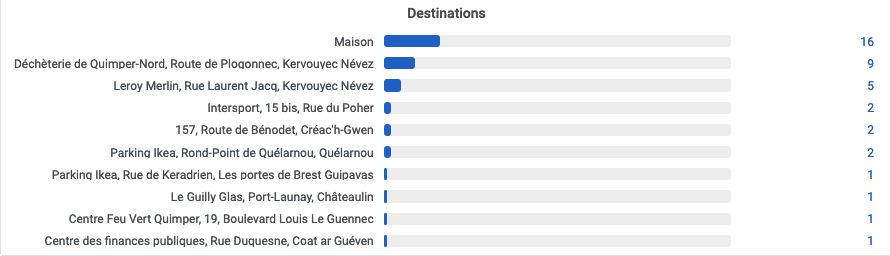 Destinations
Maison 16
Déchèterie de Quimper-Nord, Route de Plogonnec, Kervouyec Névez 9
Leroy Merlin, Rue Laurent Jacq, Kervouyec Névez 5
Intersport, 15 bis, Rue du Poher 2
157, Route de Bénodet, Créac'h-Gwen 2
Parking Ikea, Rond-Point de Quélarnou, Quélarnou 2
Parking Ikea, Rue de Keradrien, Les portes de Brest Guipavas 1
Le Guilly Glas, Port-Launay, Châteaulin 1
Centre Feu Vert Quimper, 19, Boulevard Louis Le Guennec 1
Centre des finances publiques, Rue Duquesne, Coat ar Guéven 1